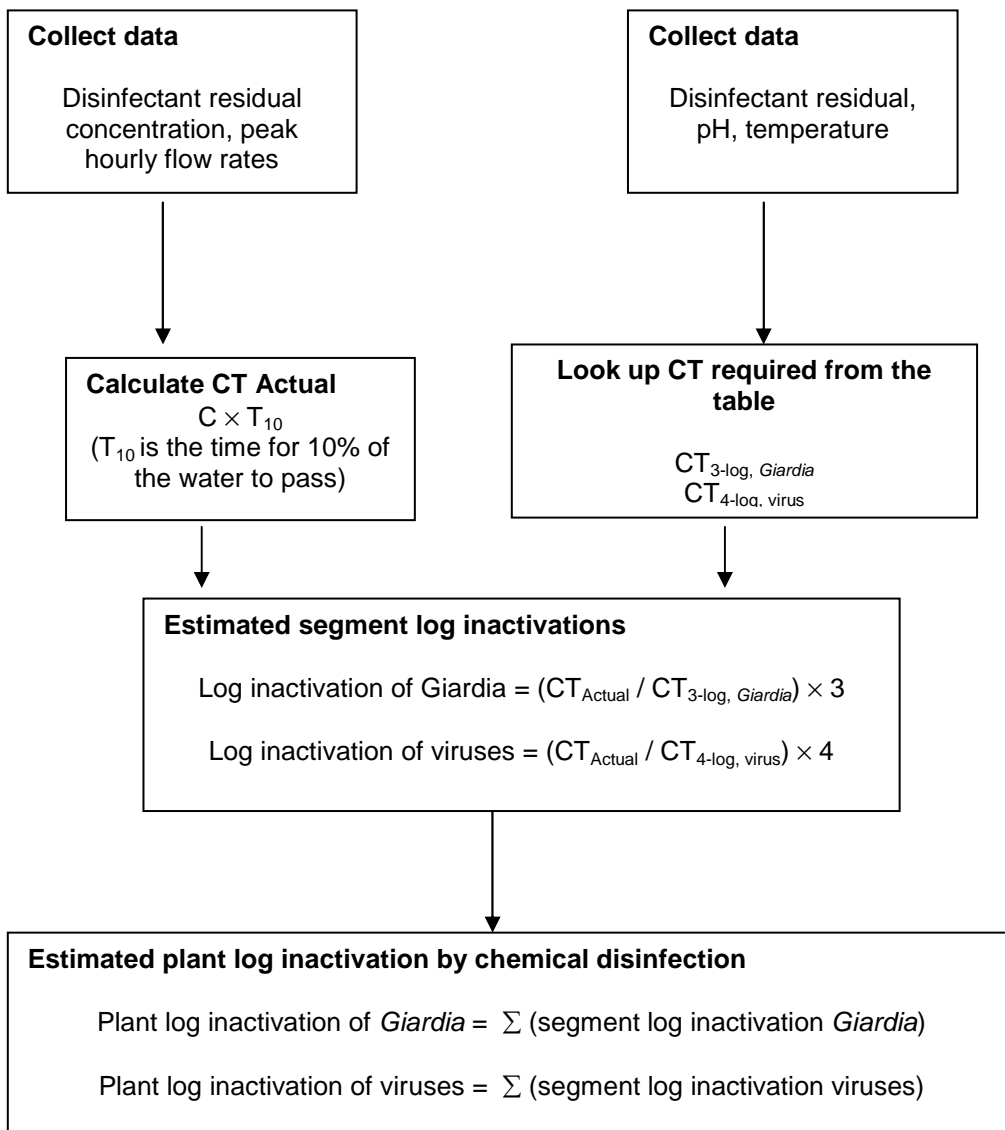 Collect data
Disinfectant residual
concentration, peak
hourly flow rates
Collect data
Disinfectant residual,
pH, temperature
Calculate CT Actual
C × T₁₀
(T₁₀ is the time for 10% of
the water to pass)
Look up CT required from the
table
CT₃₋ₗₒg, Giardia
CT₄₋ₗₒg, virus
Estimated segment log inactivations
Log inactivation of Giardia = (CTActual / CT3-log, Giardia) × 3
Log inactivation of viruses = (CTActual / CT4-log, virus) × 4
Estimated plant log inactivation by chemical disinfection
Plant log inactivation of Giardia = Σ (segment log inactivation Giardia)
Plant log inactivation of viruses = Σ (segment log inactivation viruses)